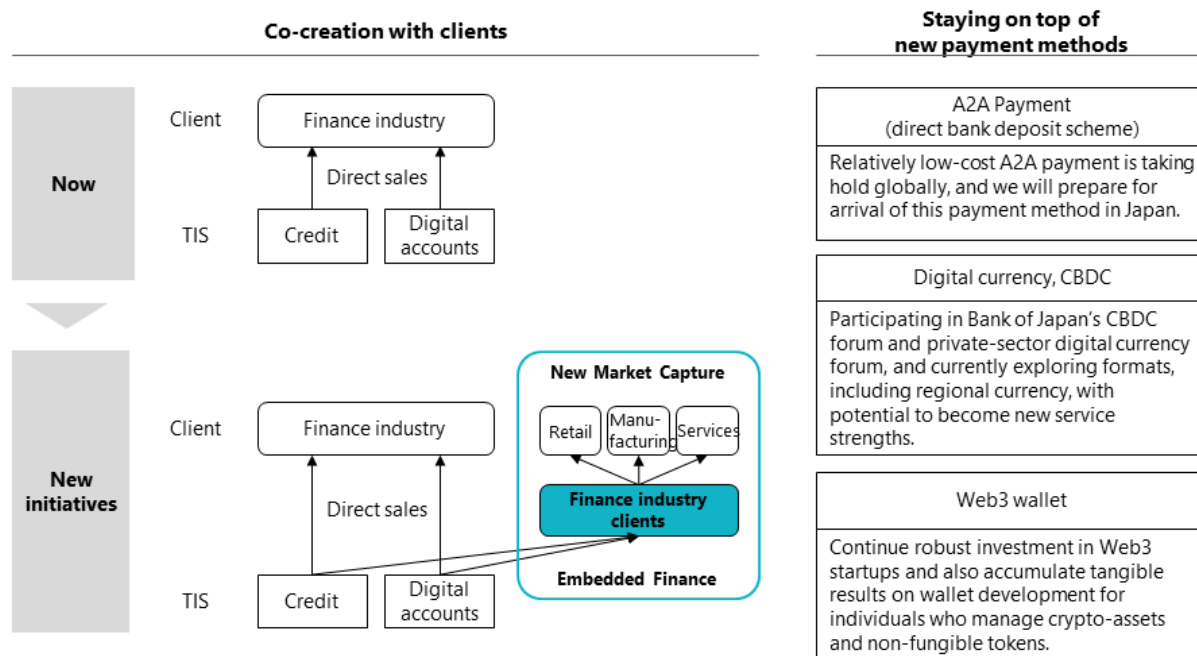 Co-creation with clients
Now
Client
Finance industry
Direct sales
TIS
Credit
Digital
accounts
New
initiatives
Client
Finance industry
Direct sales
TIS
Credit
Digital
accounts
New Market Capture
Retail
Manu-
facturing
Services
Finance industry
clients
Embedded Finance
Staying on top of
new payment methods
A2A Payment
(direct bank deposit scheme)
Relatively low-cost A2A payment is taking
hold globally, and we will prepare for
arrival of this payment method in Japan.
Digital currency, CBDC
Participating in Bank of Japan’s CBDC
forum and private-sector digital currency
forum, and currently exploring formats,
including regional currency, with
potential to become new service
strengths.
Web3 wallet
Continue robust investment in Web3
startups and also accumulate tangible
results on wallet development for
individuals who manage crypto-assets
and non-fungible tokens.